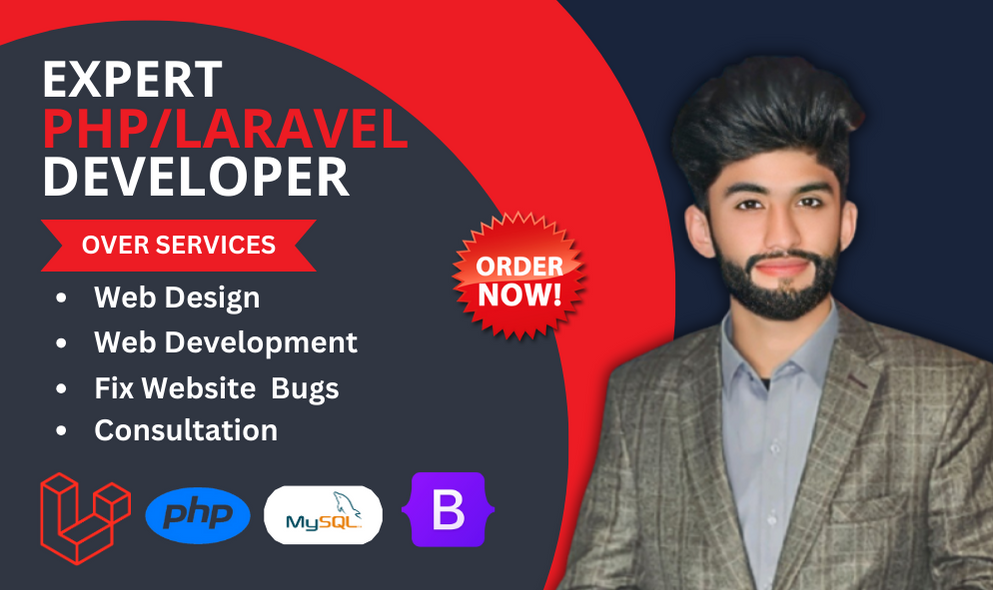 EXPERT
PHP/LARAVEL
DEVELOPER
OVER SERVICES
• Web Design
• Web Development
• Fix Website  Bugs
• Consultation
ORDER
NOW!
php
MySQL
B